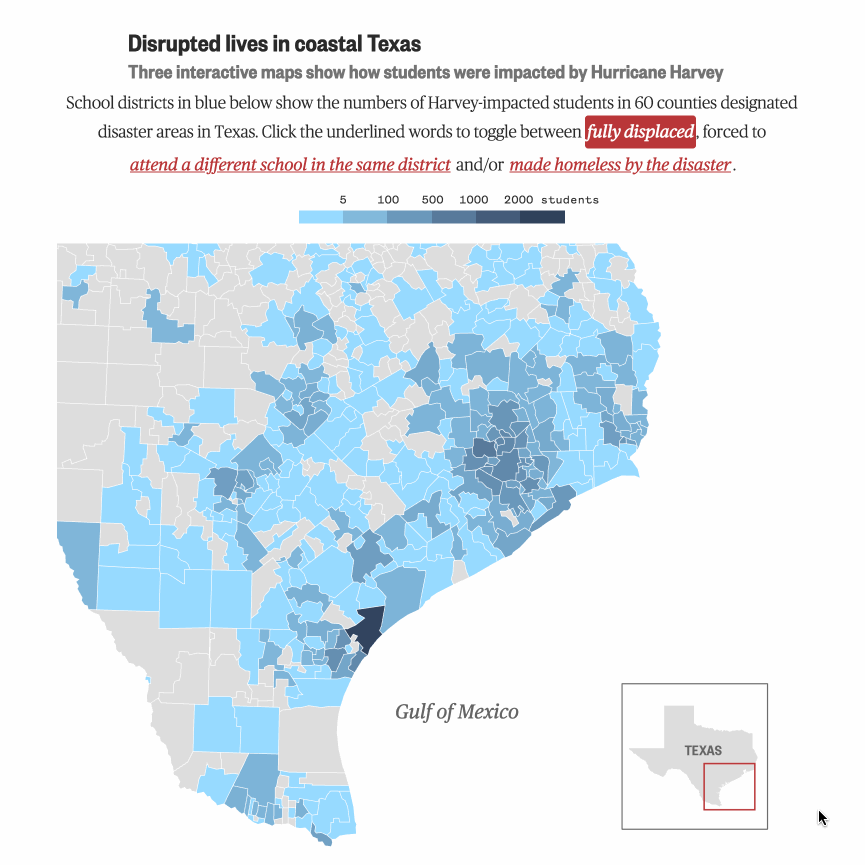 Disrupted lives in coastal Texas
Three interactive maps show how students were impacted by Hurricane Harvey
School districts in blue below show the numbers of Harvey-impacted students in 60 counties designated
disaster areas in Texas. Click the underlined words to toggle between fully displaced, forced to
attend a different school in the same district and/or made homeless by the disaster.
5 100 500 1000 2000 students
Gulf of Mexico
TEXAS